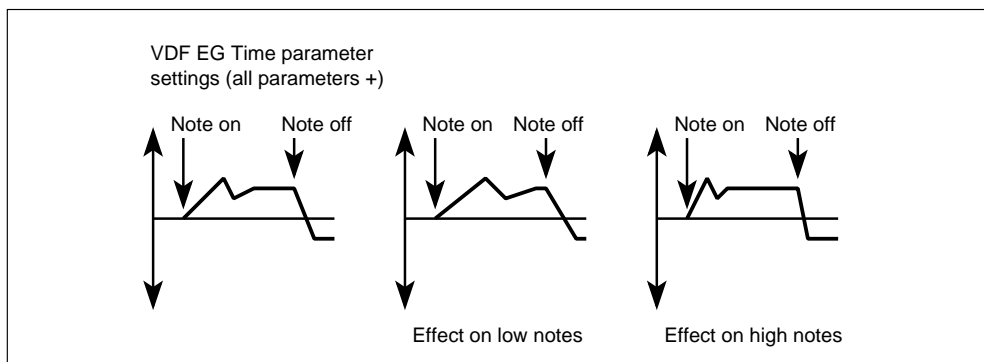 VDF EG Time parameter
settings (all parameters +)
Note on Note off Note on Note off Note on Note off
Effect on low notes Effect on high notes